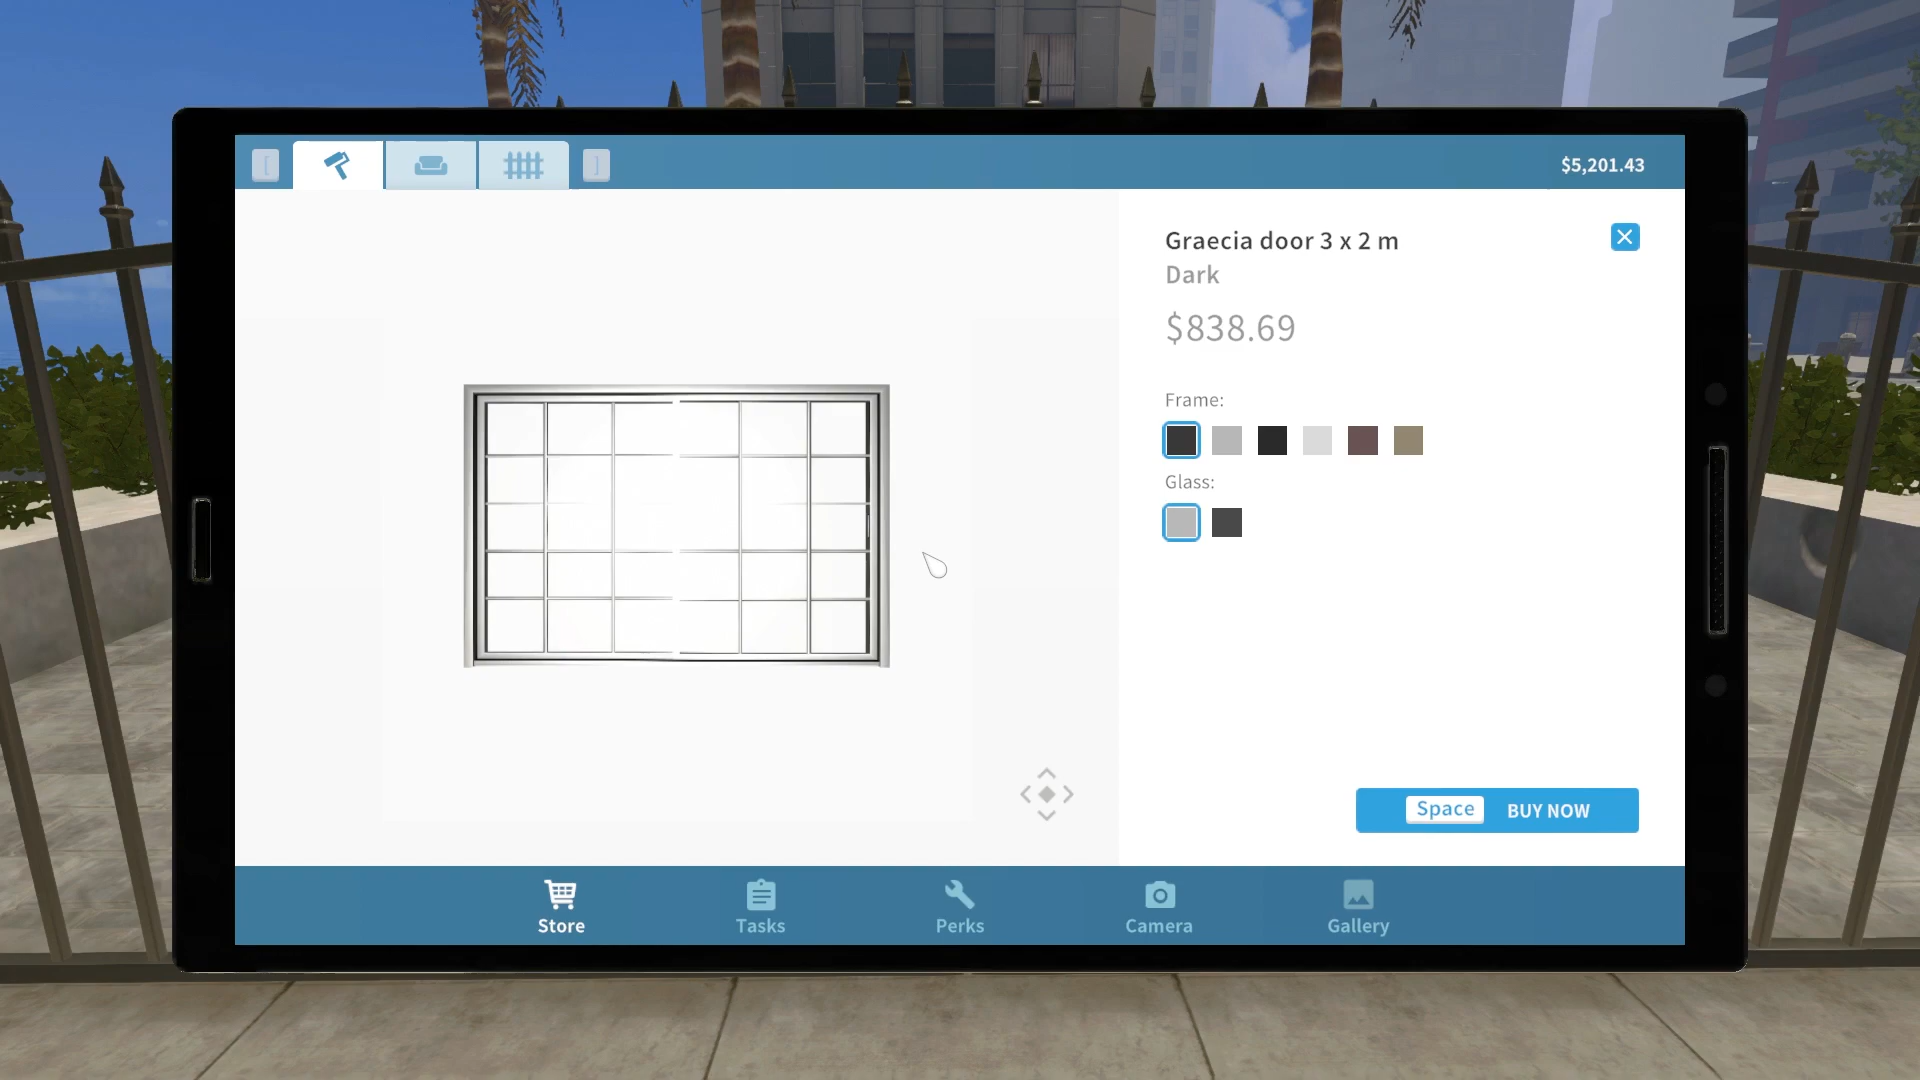 [
]
$5,201.43
Graecia door 3 x 2 m
Dark
$838.69
Frame:
Glass:
Space BUY NOW
Store
Tasks
Perks
Camera
Gallery